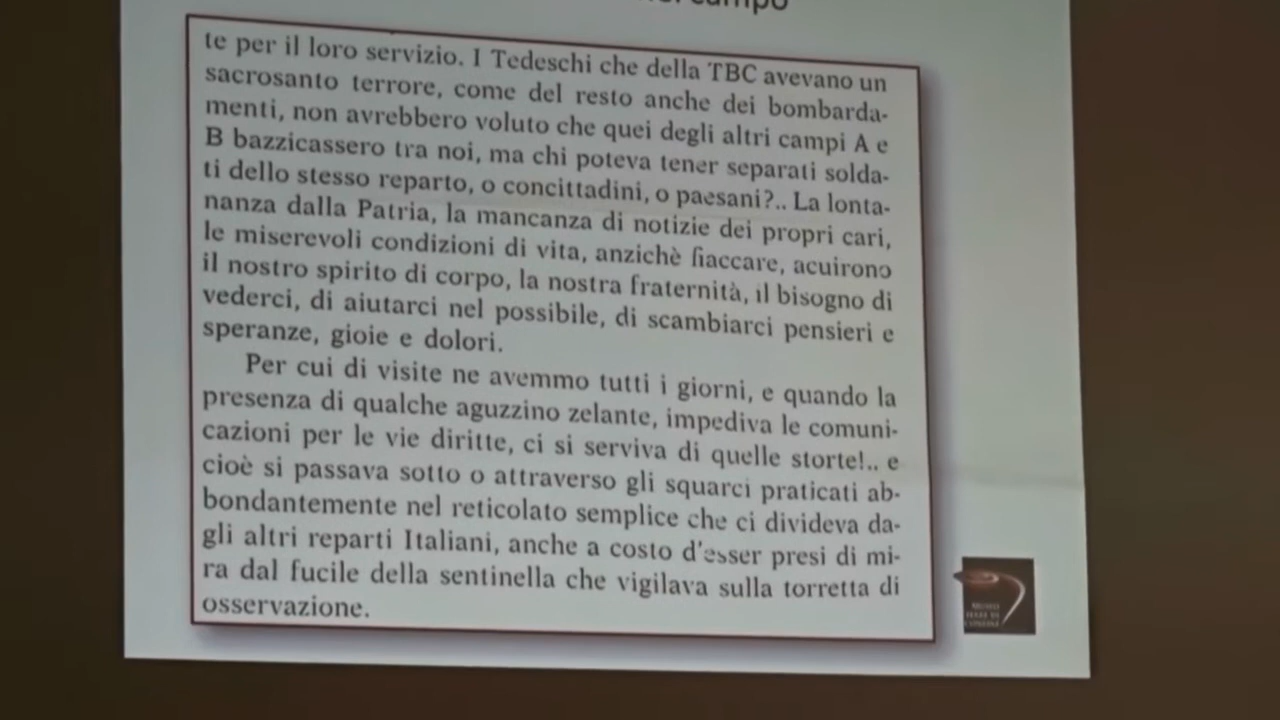 campo
te per il loro servizio. I Tedeschi che della TBC avevano un
sacrosanto terrore, come del resto anche dei bombarda-
menti, non avrebbero voluto che quei degli altri campi A e
B bazzicassero tra noi, ma chi poteva tener separati solda-
ti dello stesso reparto, o concittadini, o paesani?.. La lonta-
nanza dalla Patria, la mancanza di notizie dei propri cari,
le miserevoli condizioni di vita, anzichè fiaccare, acuirono
il nostro spirito di corpo, la nostra fraternità, il bisogno di
vederci, di aiutarci nel possibile, di scambiarci pensieri e
speranze, gioie e dolori.
Per cui di visite ne avemmo tutti i giorni, e quando la
presenza di qualche aguzzino zelante, impediva le comuni-
cazioni per le vie diritte, ci si serviva di quelle storte!.. e
cioè si passava sotto o attraverso gli squarci praticati ab-
bondantemente nel reticolato semplice che ci divideva da-
gli altri reparti Italiani, anche a costo d'esser presi di mi-
ra dal fucile della sentinella che vigilava sulla torretta di
osservazione.
MUSEO